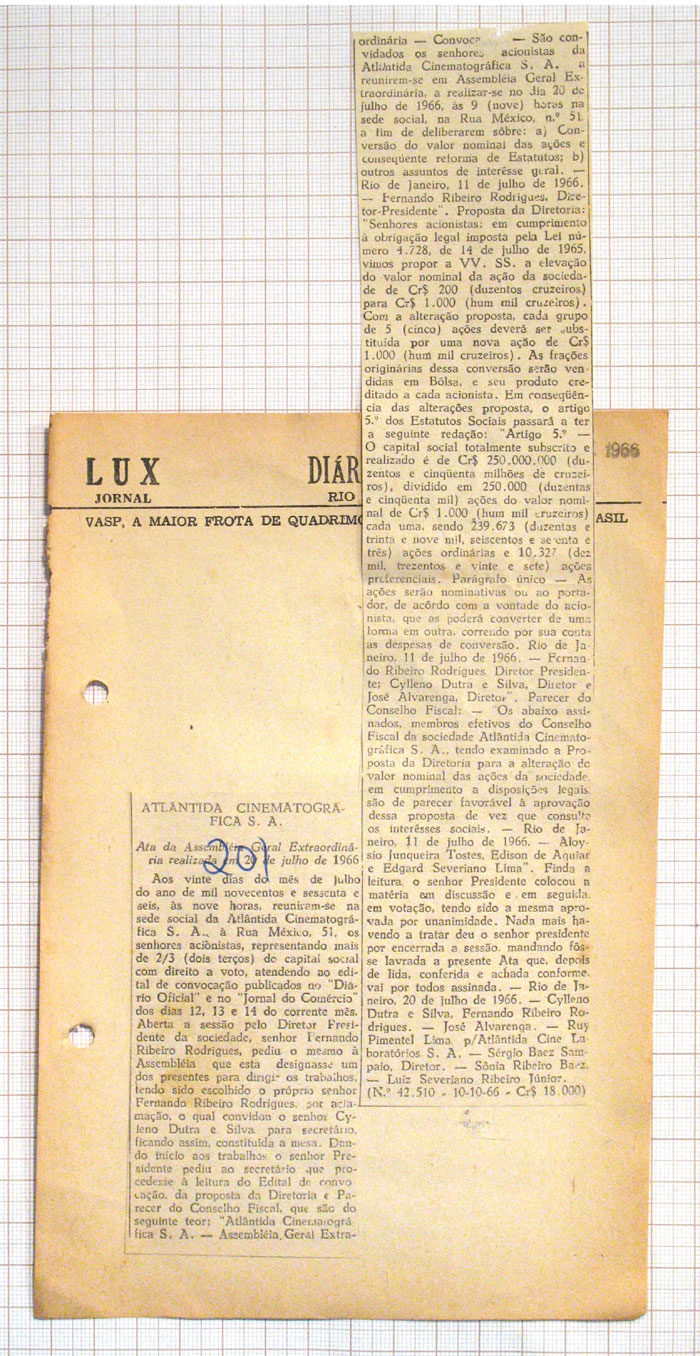 LUX
JORNAL
DIÁR
RIO
1966
VASP, A MAIOR FROTA DE QUADRIMO
ASIL
ATLÂNTIDA CINEMATOGRÁ-
FICA S. A.
Ata da Assembléia Geral Extraordiná-
ria realizada em 20 de julho de 1966
201
Aos vinte dias do mês de julho
do ano de mil novecentos e sessenta e
seis, às nove horas, reuniram-se na
sede social da Atlântida Cinematográ-
fica S. A., à Rua México, 51, os
senhores acionistas, representando mais
de 2/3 (dois terços) do capital social
com direito a voto, atendendo ao edi-
tal de convocação publicados no "Diá-
rio Oficial" e no "Jornal do Comércio"
dos dias 12, 13 e 14 do corrente mês.
Aberta a sessão pelo Diretor Presi-
dente da sociedade, senhor Fernando
Ribeiro Rodrigues, pediu o mesmo à
Assembléia que esta designasse um
dos presentes para dirigir os trabalhos,
tendo sido escolhido o próprio senhor
Fernando Ribeiro Rodrigues, por acla-
mação, o qual convidou o senhor Cy-
leno Dutra e Silva para secretário,
ficando assim, constituída a mesa. Dan-
do início aos trabalhos o senhor Pre-
sidente pediu ao secretário que pro-
cedesse à leitura do Edital de convo-
cação, da proposta da Diretoria e Pa-
recer do Conselho Fiscal, que são do
seguinte teor: "Atlântida Cinematográ-
fica S. A. — Assembléia Geral Extra-
ordinária — Convoca — São con-
vidados os senhores acionistas da
Atlântida Cinematográfica S. A. a
reunirem-se em Assembléia Geral Ex-
traordinária, a realizar-se no dia 20 de
julho de 1966, às 9 (nove) horas na
sede social, na Rua México, n.º 51,
a fim de deliberarem sôbre: a) Con-
versão do valor nominal das ações e
conseqüente reforma de Estatutos; b)
outros assuntos de interêsse geral. —
Rio de Janeiro, 11 de julho de 1966.
— Fernando Ribeiro Rodrigues, Dire-
tor-Presidente". Proposta da Diretoria:
"Senhores acionistas: em cumprimento
à obrigação legal imposta pela Lei nú-
mero 4.728, de 14 de julho de 1965,
vimos propor a VV. SS. a elevação
do valor nominal da ação da socieda-
de de Cr$ 200 (duzentos cruzeiros)
para Cr$ 1.000 (hum mil cruzeiros).
Com a alteração proposta, cada grupo
de 5 (cinco) ações deverá ser subs-
tituída por uma nova ação de Cr$
1.000 (hum mil cruzeiros). As frações
originárias dessa conversão serão ven-
didas em Bôlsa, e seu produto cre-
ditado a cada acionista. Em conseqüên-
cia das alterações proposta, o artigo
5.º dos Estatutos Sociais passará a ter
a seguinte redação: "Artigo 5.º —
O capital social totalmente subscrito e
realizado é de Cr$ 250.000.000 (du-
zentos e cinqüenta milhões de cruzei-
ros), dividido em 250.000 (duzentas
e cinqüenta mil) ações do valor nomi-
nal de Cr$ 1.000 (hum mil cruzeiros)
cada uma, sendo 239.673 (duzentas e
trinta e nove mil, seiscentos e setenta e
três) ações ordinárias e 10.327 (dez
mil, trezentos e vinte e sete) ações
preferenciais. Parágrafo único — As
ações serão nominativas ou ao porta-
dor, de acôrdo com a vontade do acio-
nista, que as poderá converter de uma
forma em outra, correndo por sua conta
as despesas de conversão. Rio de Ja-
neiro, 11 de julho de 1966. — Fernan-
do Ribeiro Rodrigues, Diretor Presiden-
te; Cylleno Dutra e Silva, Diretor e
José Alvarenga, Diretor". Parecer do
Conselho Fiscal: — "Os abaixo assi-
nados, membros efetivos do Conselho
Fiscal da sociedade Atlântida Cinemato-
gráfica S. A., tendo examinado a Pro-
posta da Diretoria para a alteração do
valor nominal das ações da sociedade,
em cumprimento a disposições legais,
são de parecer favorável à aprovação
dessa proposta de vez que consulta
os interêsses sociais. — Rio de Ja-
neiro, 11 de julho de 1966. — Aloy-
sio Junqueira Tostes, Edison de Aguiar
e Edgard Severiano Lima". Finda a
leitura, o senhor Presidente colocou a
matéria em discussão e em seguida,
em votação, tendo sido a mesma apro-
vada por unanimidade. Nada mais ha-
vendo a tratar deu o senhor presidente
por encerrada a sessão, mandando fôs-
se lavrada a presente Ata que, depois
de lida, conferida e achada conforme,
vai por todos assinada. — Rio de Ja-
neiro, 20 de julho de 1966. — Cylleno
Dutra e Silva, Fernando Ribeiro Ro-
drigues. — José Alvarenga. — Ruy
Pimentel Lima, p/Atlântida Cine La-
boratórios S. A. — Sérgio Baez Sam-
paio, Diretor. — Sônia Ribeiro Baez.
— Luiz Severiano Ribeiro Júnior.
(N.º 42.510 - 10-10-66 - Cr$ 18.000)